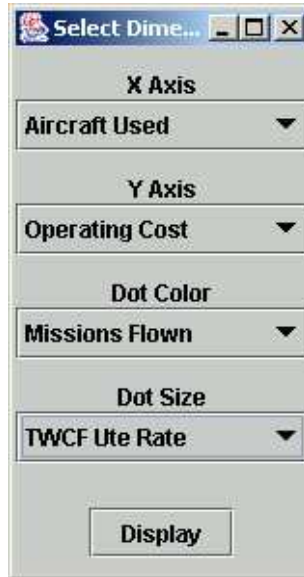 Select Dime...
X Axis
Aircraft Used
Y Axis
Operating Cost
Dot Color
Missions Flown
Dot Size
TWCF Ute Rate
Display